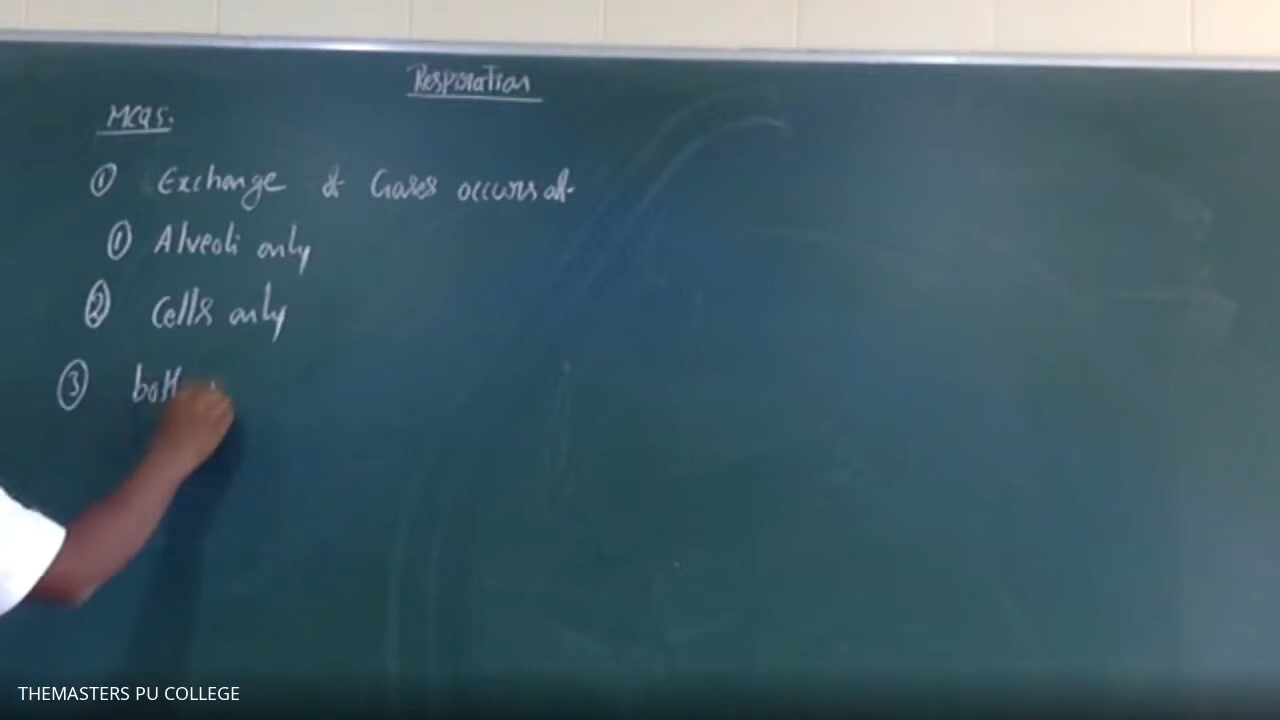 Respiration
MCQs.
① Exchange of Gases occurs at
① Alveoli only
② Cells only
③ both
THEMASTERS PU COLLEGE